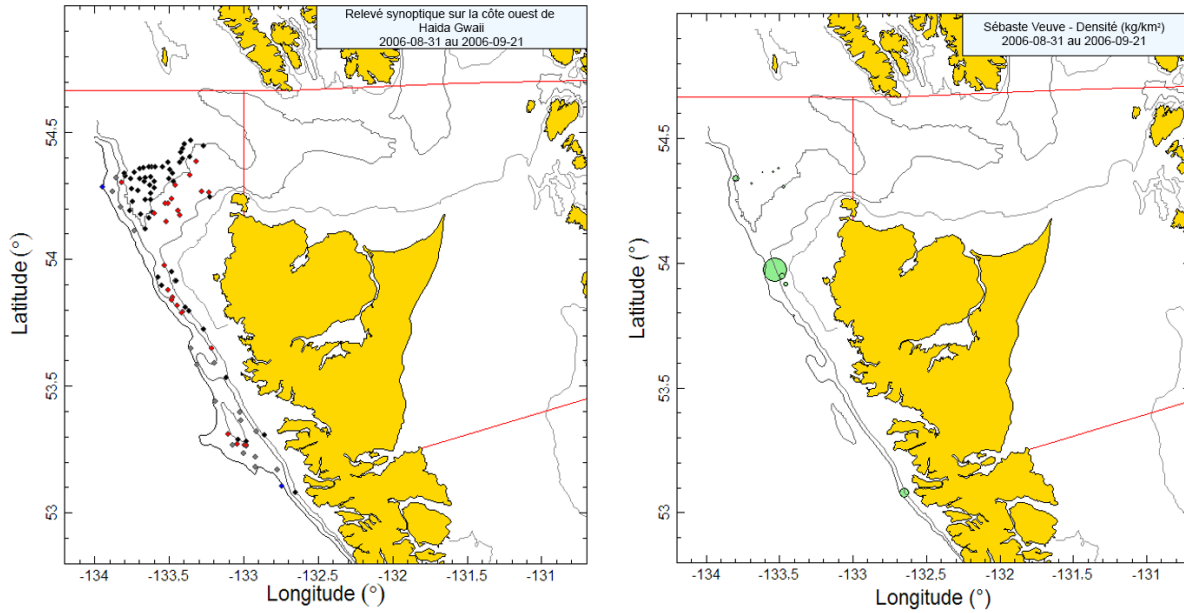 Relevé synoptique sur la côte ouest de
Haida Gwaii
2006-08-31 au 2006-09-21
54.5
54
53.5
53
Latitude (°)
-134
-133.5
-133
-132.5
-132
-131.5
-131
Longitude (°)
Sébaste Veuve - Densité (kg/km²)
2006-08-31 au 2006-09-21
54.5
54
53.5
53
Latitude (°)
-134
-133.5
-133
-132.5
-132
-131.5
-131
Longitude (°)